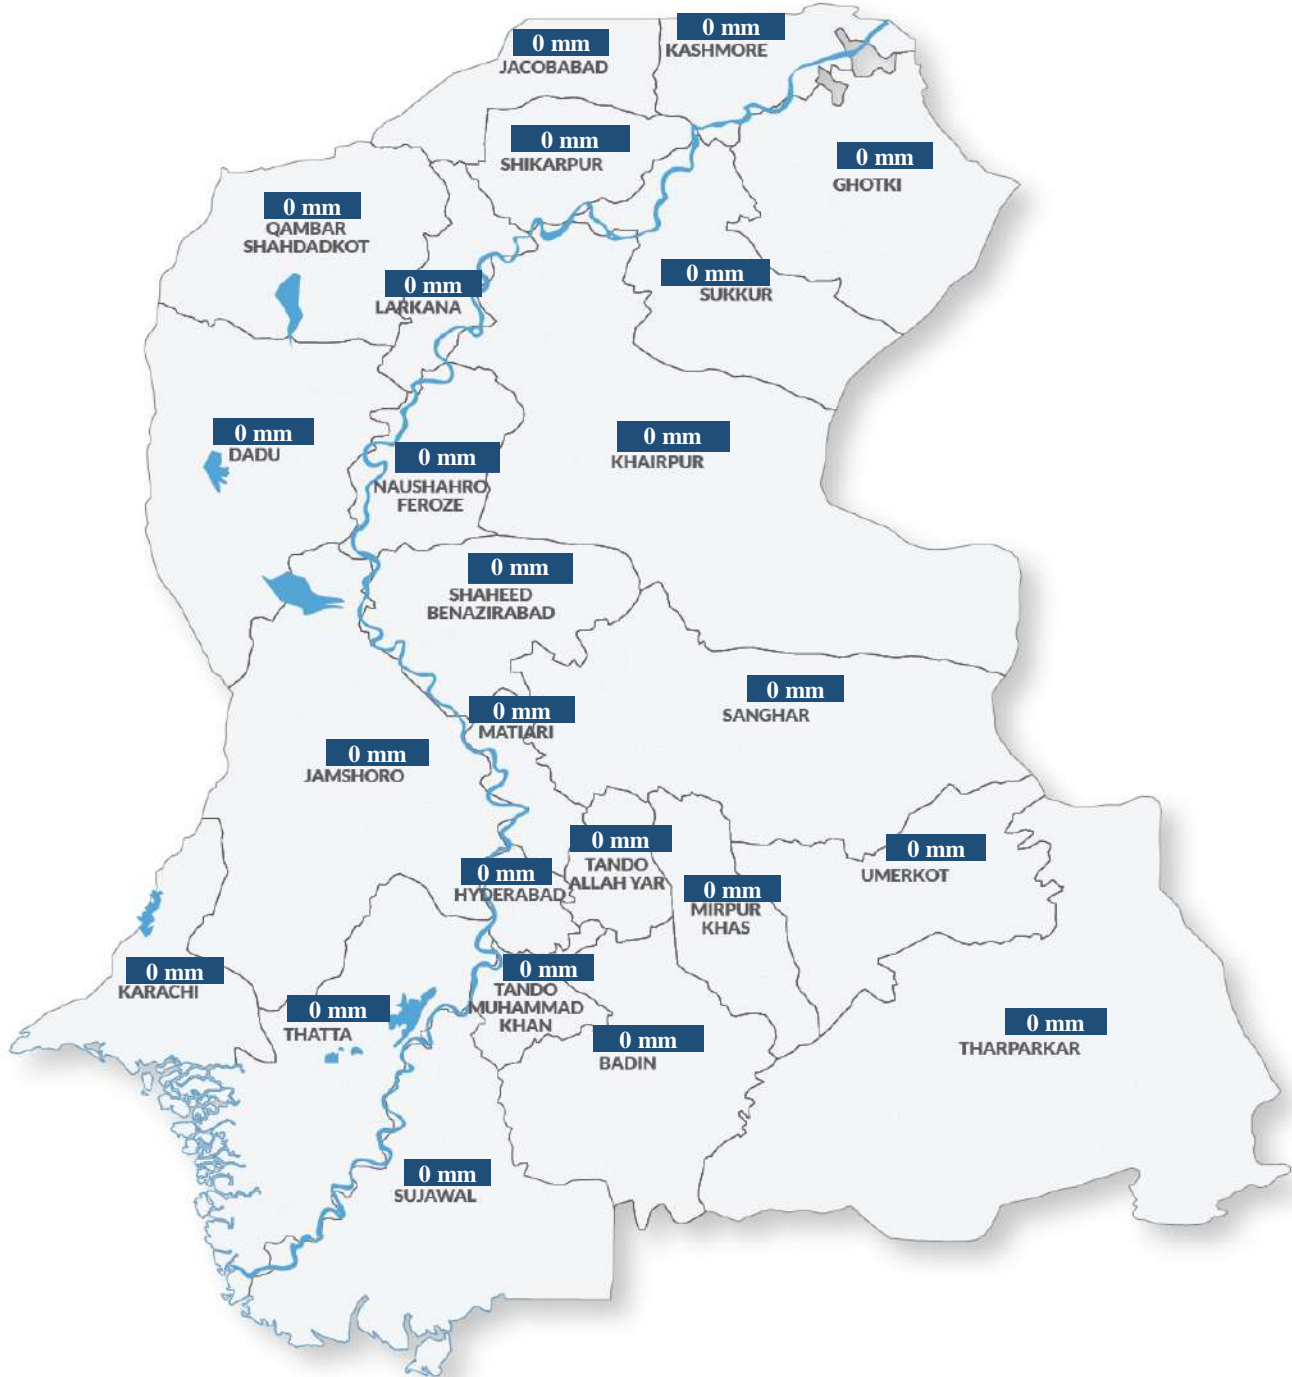 0 mm
KASHMORE
0 mm
JACOBABAD
0 mm
SHIKARPUR
0 mm
GHOTKI
0 mm
QAMBAR
SHAHDADKOT
0 mm
SUKKUR
0 mm
LARKANA
0 mm
DADU
0 mm
KHAIRPUR
0 mm
NAUSHAHRO
FEROZE
0 mm
SHAHEED
BENAZIRABAD
0 mm
SANGHAR
0 mm
MATIARI
0 mm
JAMSHORO
0 mm
TANDO
ALLAH YAR
0 mm
UMERKOT
0 mm
HYDERABAD
0 mm
MIRPUR
KHAS
0 mm
KARACHI
0 mm
TANDO
MUHAMMAD
KHAN
0 mm
THATTA
0 mm
THARPARKAR
0 mm
BADIN
0 mm
SUJAWAL